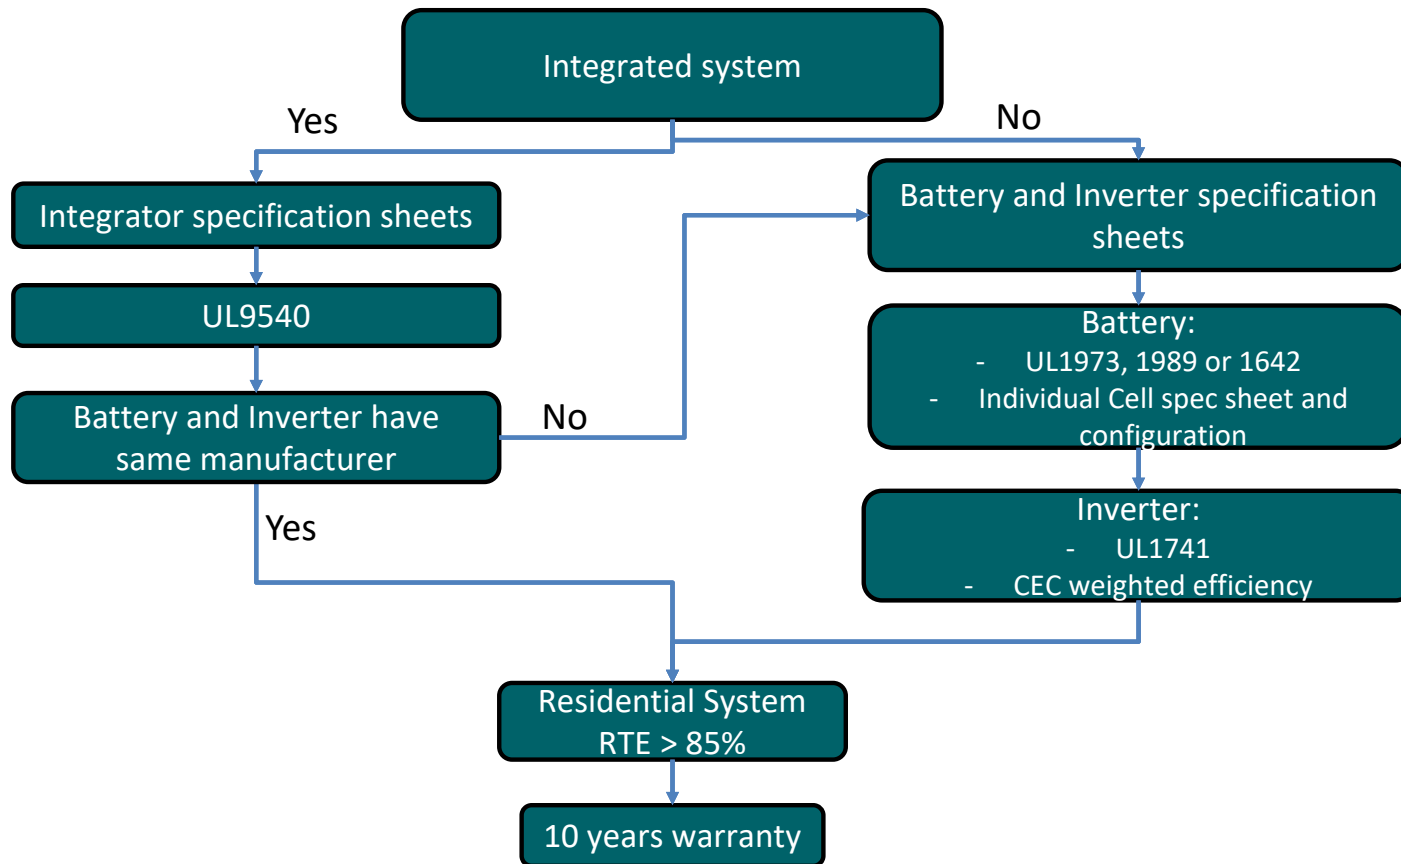 Integrated system
Yes
No
Integrator specification sheets
Battery and Inverter specification
sheets
UL9540
Battery:
- UL1973, 1989 or 1642
- Individual Cell spec sheet and
configuration
Battery and Inverter have
same manufacturer
No
Yes
Inverter:
- UL1741
- CEC weighted efficiency
Residential System
RTE > 85%
10 years warranty